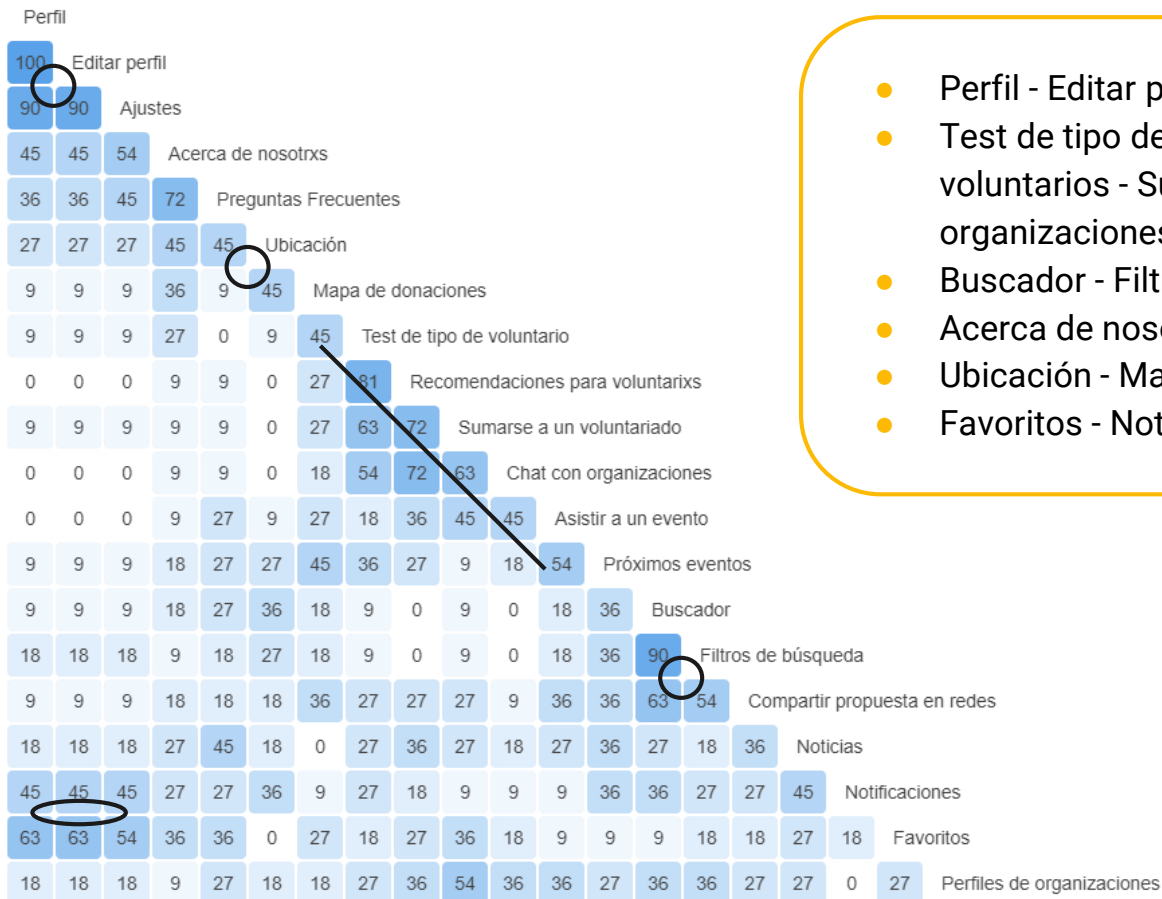 Perfil
100 Editar perfil
90 90 Ajustes
45 45 54 Acerca de nosotrxs
36 36 45 72 Preguntas Frecuentes
27 27 27 45 45 Ubicación
9 9 9 36 9 45 Mapa de donaciones
9 9 9 27 0 9 45 Test de tipo de voluntario
0 0 0 9 9 0 27 81 Recomendaciones para voluntarixs
9 9 9 9 9 0 27 63 72 Sumarse a un voluntariado
0 0 0 9 9 0 18 54 72 63 Chat con organizaciones
0 0 0 9 27 9 27 18 36 45 45 Asistir a un evento
9 9 9 18 27 27 45 36 27 9 18 54 Próximos eventos
9 9 9 18 27 36 18 9 0 9 0 18 36 Buscador
18 18 18 9 18 27 18 9 0 9 0 18 36 90 Filtros de búsqueda
9 9 9 18 18 18 36 27 27 27 9 36 36 63 54 Compartir propuesta en redes
18 18 18 27 45 18 0 27 36 27 18 27 36 27 18 36 Noticias
45 45 45 27 27 36 9 27 18 9 9 9 36 36 27 27 45 Notificaciones
63 63 54 36 36 0 27 18 27 36 18 9 9 9 18 18 27 18 Favoritos
18 18 18 9 27 18 18 27 36 54 36 36 27 36 36 27 27 0 27 Perfiles de organizaciones
● Perfil - Editar p
● Test de tipo de
voluntarios - Su
organizaciones
● Buscador - Filt
● Acerca de noso
● Ubicación - Ma
● Favoritos - Not